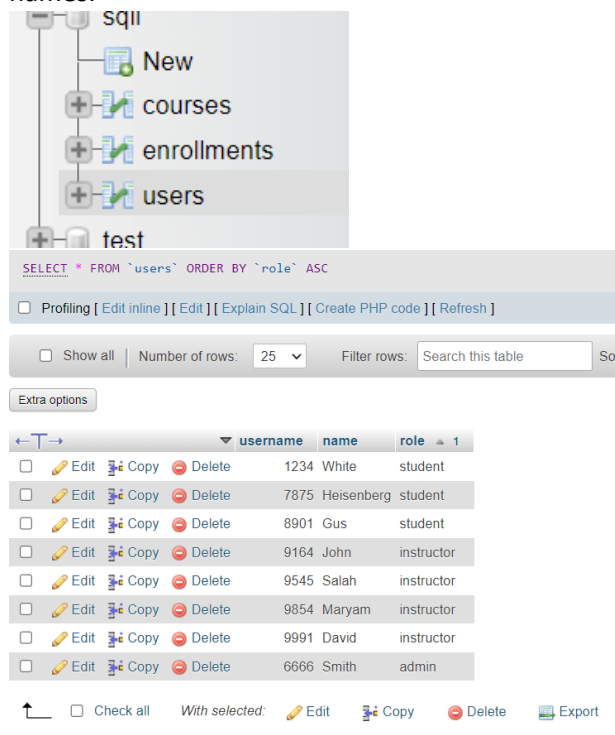 names.
sqli
New
courses
enrollments
users
test
SELECT * FROM `users` ORDER BY `role` ASC
Profiling [ Edit inline ] [ Edit ] [ Explain SQL ] [ Create PHP code ] [ Refresh ]
Show all | Number of rows: 25 Filter rows: Search this table So
Extra options
←T→ username name role 1
Edit Copy Delete 1234 White student
Edit Copy Delete 7875 Heisenberg student
Edit Copy Delete 8901 Gus student
Edit Copy Delete 9164 John instructor
Edit Copy Delete 9545 Salah instructor
Edit Copy Delete 9854 Maryam instructor
Edit Copy Delete 9991 David instructor
Edit Copy Delete 6666 Smith admin
Check all With selected: Edit Copy Delete Export